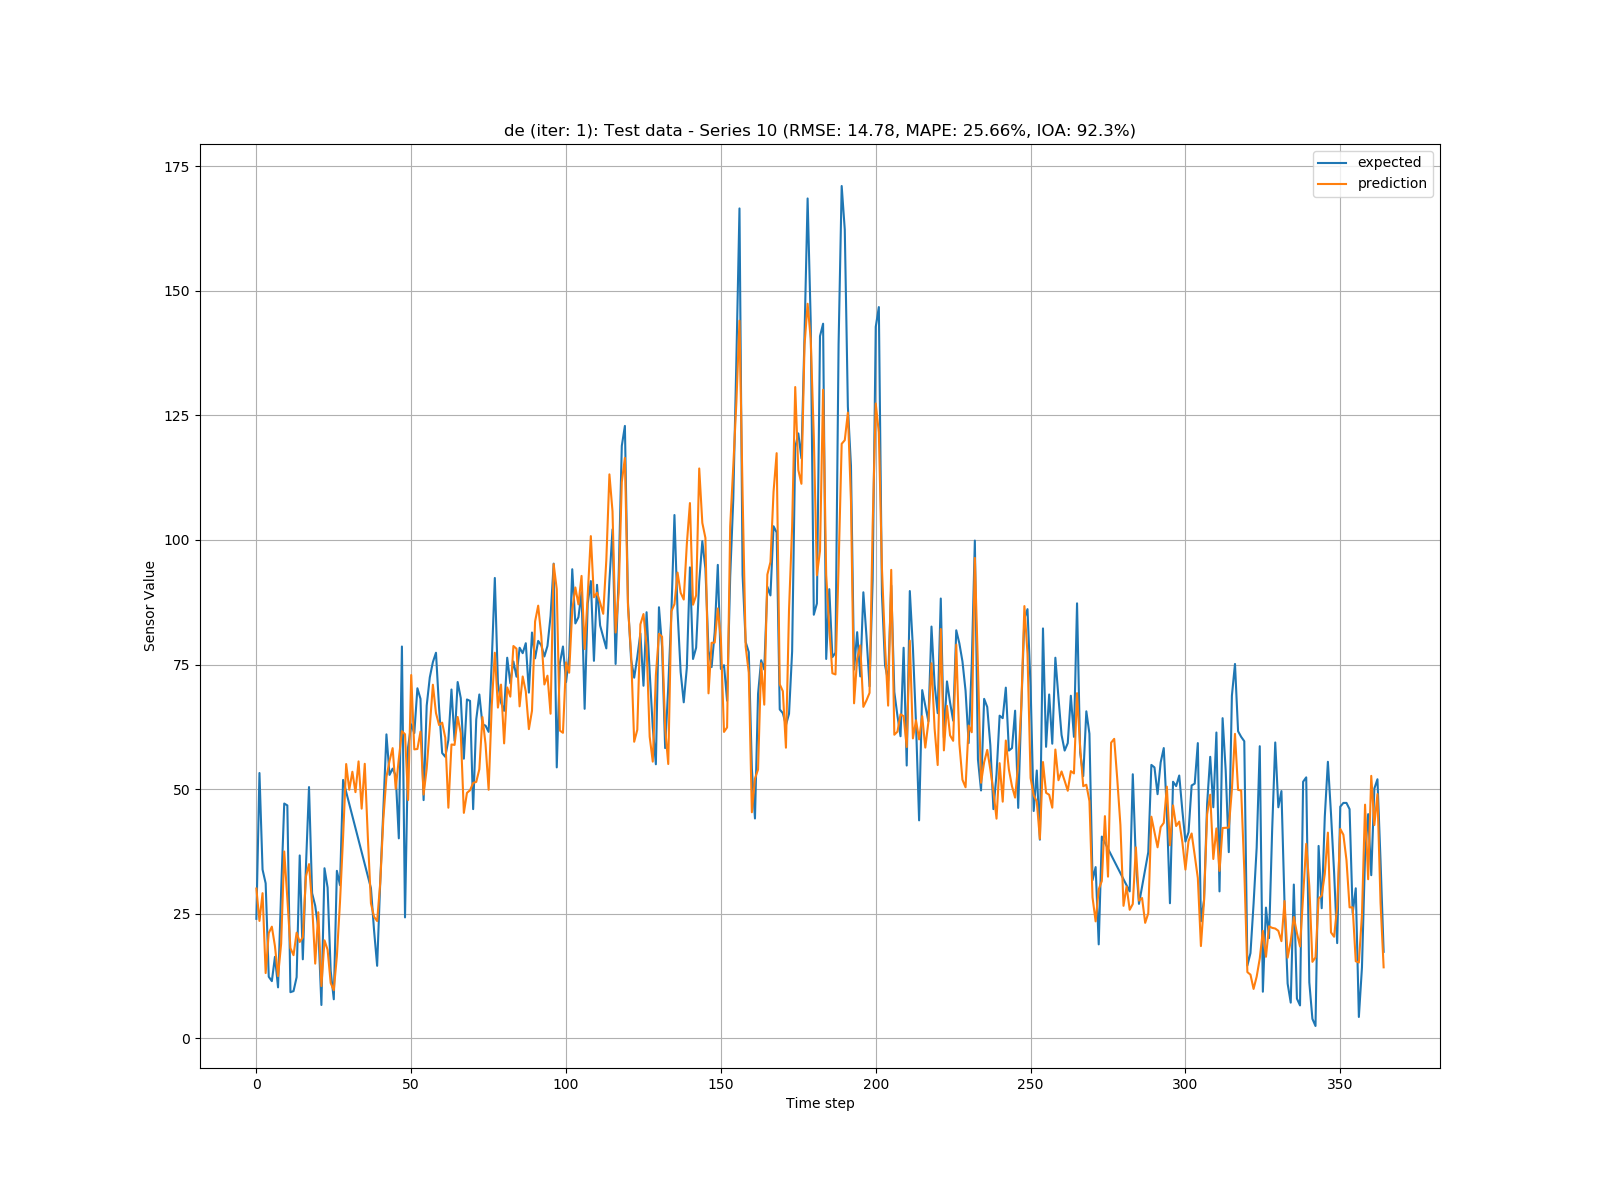 de (iter: 1): Test data - Series 10 (RMSE: 14.78, MAPE: 25.66%, IOA: 92.3%)
expected
prediction
175
150
125
100
75
50
25
0
Sensor Value
0 50 100 150 200 250 300 350
Time step